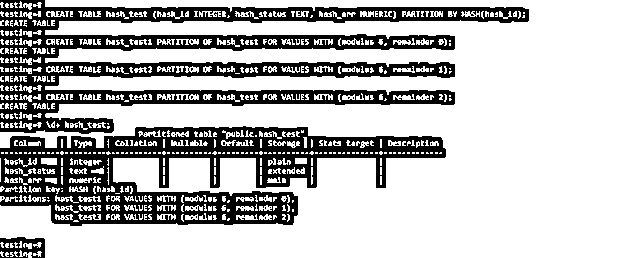 testing=#
testing=# CREATE TABLE hash_test (hash_id INTEGER, hash_status TEXT, hash_arr NUMERIC) PARTITION BY HASH(hash_id);
CREATE TABLE
testing=#
testing=# CREATE TABLE hast_test1 PARTITION OF hash_test FOR VALUES WITH (modulus 6, remainder 0);
CREATE TABLE
testing=#
testing=# CREATE TABLE hast_test2 PARTITION OF hash_test FOR VALUES WITH (modulus 6, remainder 1);
CREATE TABLE
testing=#
testing=# CREATE TABLE hast_test3 PARTITION OF hash_test FOR VALUES WITH (modulus 6, remainder 2);
CREATE TABLE
testing=#
testing=#
testing=# \d+ hash_test;
Partitioned table "public.hash_test"
Column | Type | Collation | Nullable | Default | Storage | Stats target | Description
hash_id | integer | | | | plain | |
hash_status | text | | | | extended | |
hash_arr | numeric | | | | main | |
Partition key: HASH (hash_id)
Partitions: hast_test1 FOR VALUES WITH (modulus 6, remainder 0),
hast_test2 FOR VALUES WITH (modulus 6, remainder 1),
hast_test3 FOR VALUES WITH (modulus 6, remainder 2)
testing=#
testing=#